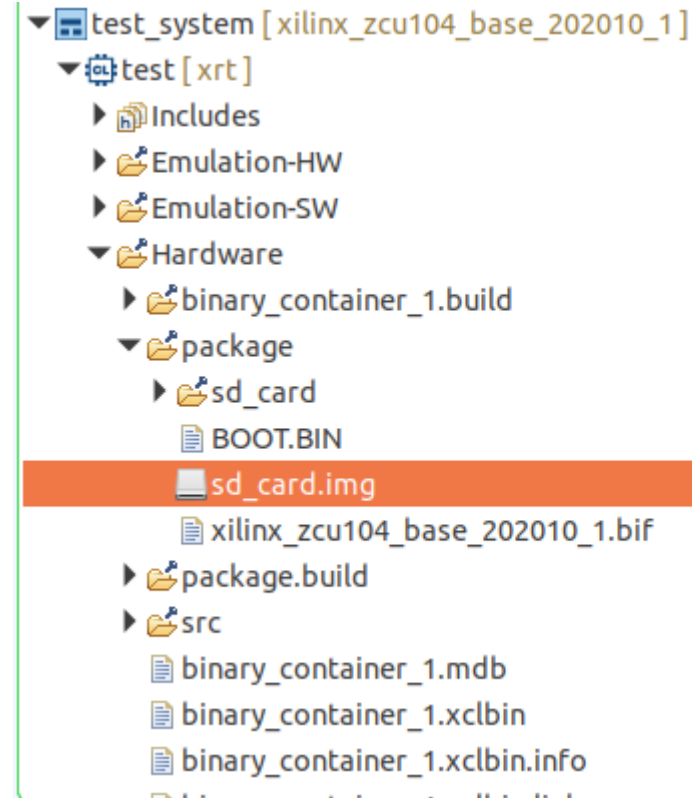 test_system [ xilinx_zcu104_base_202010_1 ]
test [ xrt ]
Includes
Emulation-HW
Emulation-SW
Hardware
binary_container_1.build
package
sd_card
BOOT.BIN
sd_card.img
xilinx_zcu104_base_202010_1.bif
package.build
src
binary_container_1.mdb
binary_container_1.xclbin
binary_container_1.xclbin.info